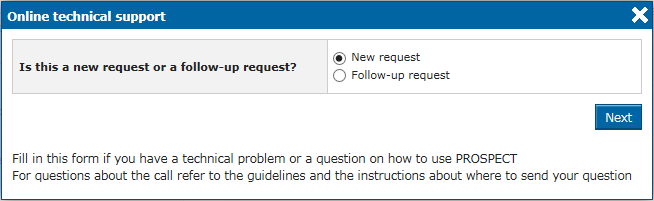 Online technical support
Is this a new request or a follow-up request?
New request
Follow-up request
Next
Fill in this form if you have a technical problem or a question on how to use PROSPECT
For questions about the call refer to the guidelines and the instructions about where to send your question